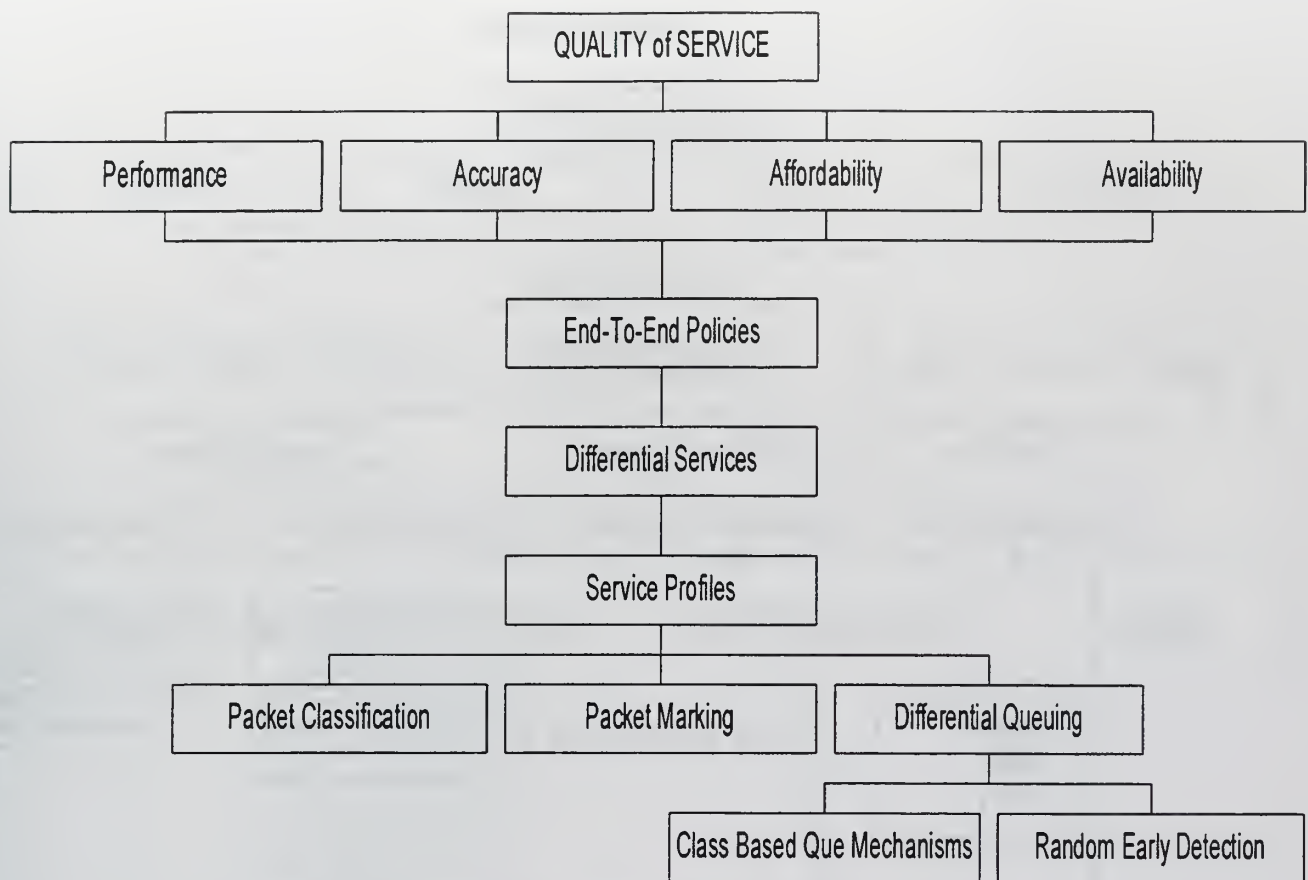 QUALITY of SERVICE
Performance
Accuracy
Affordability
Availability
End-To-End Policies
Differential Services
Service Profiles
Packet Classification
Packet Marking
Differential Queuing
Class Based Que Mechanisms
Random Early Detection